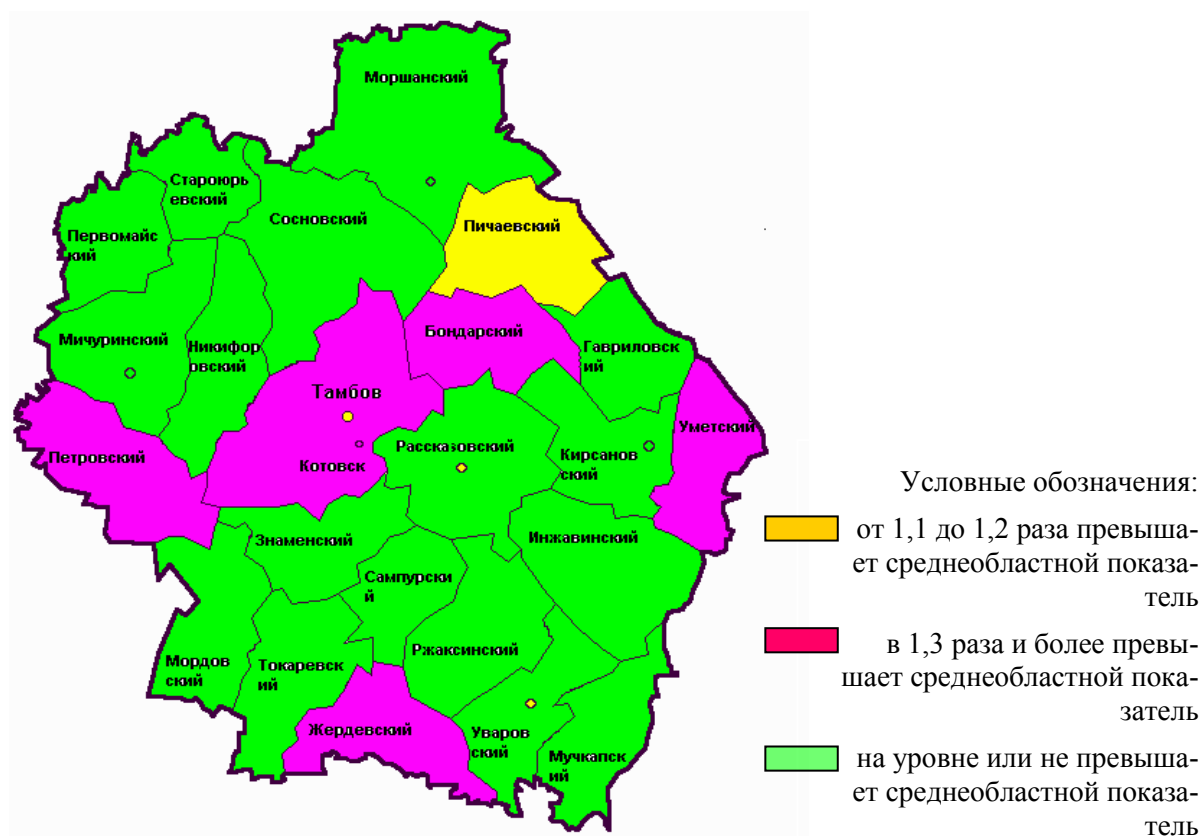 Моршанский
Староюрь
евский
Сосновский
Пичаевский
Первомайс
кий
Мичуринский
Никифор
овский
Бондарский
Гавриловск
ий
Тамбов
Уметский
Петровский
Котовск
Рассказовский
Кирсанов
ский
Знаменский
Инжавинский
Сампурски
й
Мордов
ский
Токаревск
ий
Ржаксинский
Жердевский
Уваров
ский
Мучкапск
ий
Условные обозначения:
от 1,1 до 1,2 раза превыша-
ет среднеобластной показа-
тель
в 1,3 раза и более превы-
шает среднеобластной пока-
затель
на уровне или не превыша-
ет среднеобластной показа-
тель